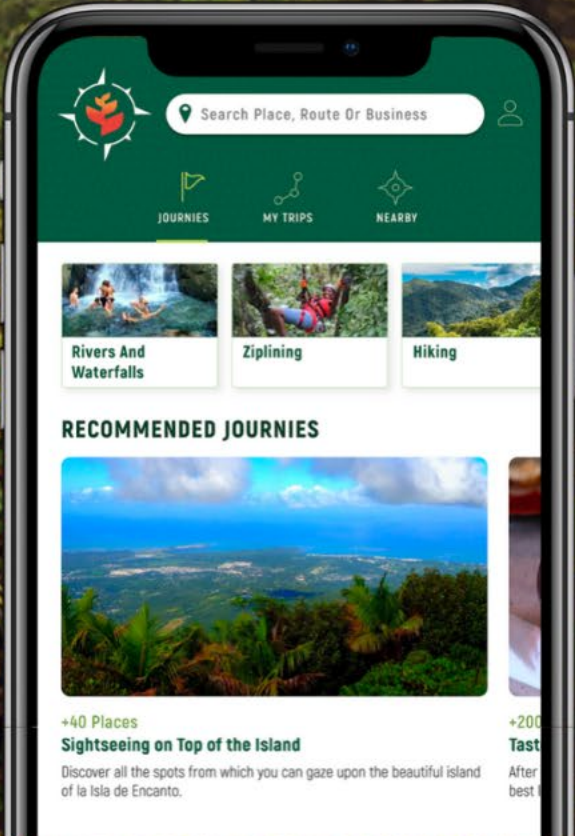 Search Place, Route Or Business
JOURNIES
MY TRIPS
NEARBY
Rivers And
Waterfalls
Ziplining
Hiking
RECOMMENDED JOURNIES
+40 Places
Sightseeing on Top of the Island
Discover all the spots from which you can gaze upon the beautiful island
of la Isla de Encanto.
+200
After
best